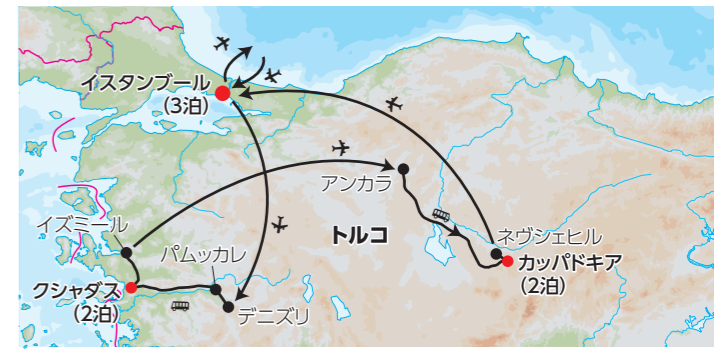 イスタンブール
(3泊)
アンカラ
イズミール
トルコ
ネヴシェヒル
パムッカレ
カッパドキア
(2泊)
クシャダス
(2泊)
デニズリ